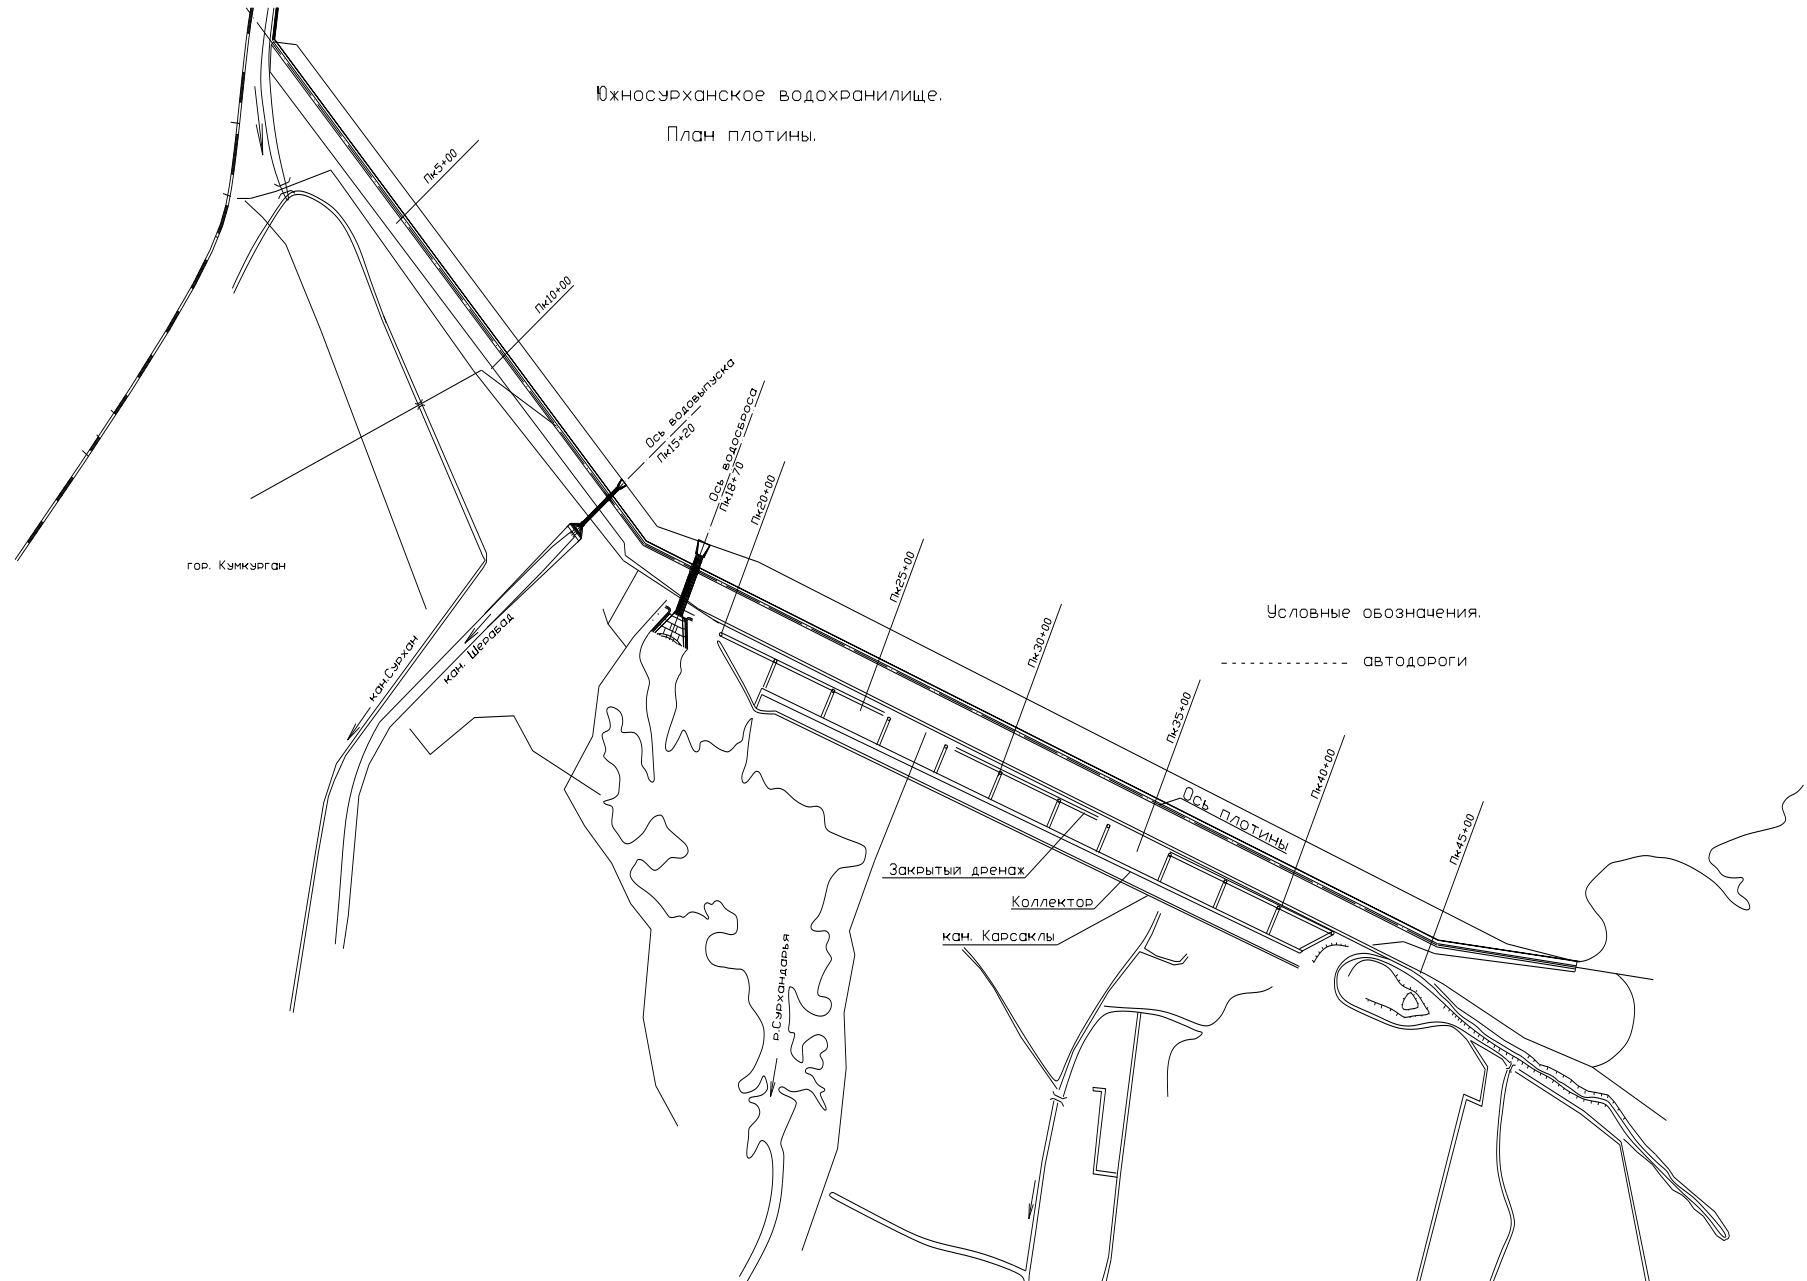 Южносурханское водохранилище.
План плотины.
Пк5+00
Пк10+00
Ось водовыпуска
Пк15+20
Ось водосброса
Пк18+70
Пк20+00
Пк25+00
Пк30+00
Пк35+00
Пк40+00
Пк45+00
гор. Кумкурган
кан.Сурхан
кан. Шерабад
Условные обозначения.
автодороги
Ось плотины
Закрытый дренаж
Коллектор
кан. Карсаклы
р.Сурхандарья